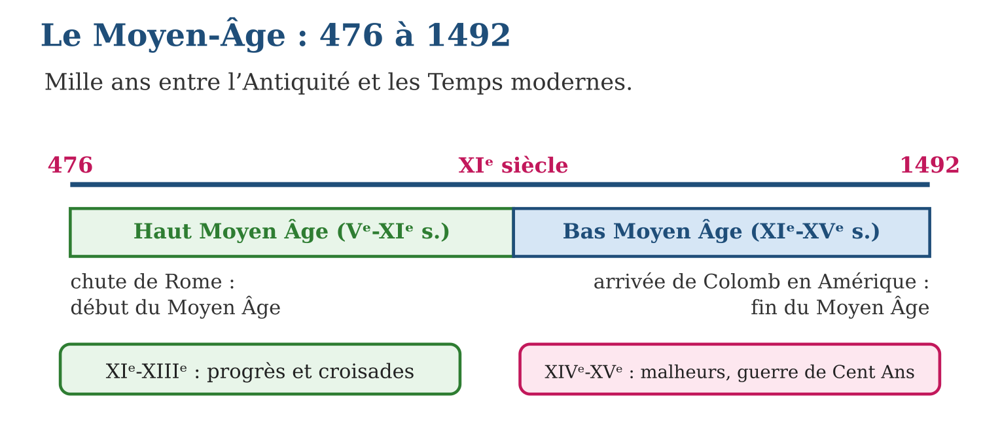 Le Moyen-Âge : 476 à 1492
Mille ans entre l’Antiquité et les Temps modernes.
476 XIᵉ siècle 1492
Haut Moyen Âge (Vᵉ-XIᵉ s.) Bas Moyen Âge (XIᵉ-XVᵉ s.)
chute de Rome :
début du Moyen Âge
arrivée de Colomb en Amérique :
fin du Moyen Âge
XIᵉ-XIIIᵉ : progrès et croisades
XIVᵉ-XVᵉ : malheurs, guerre de Cent Ans